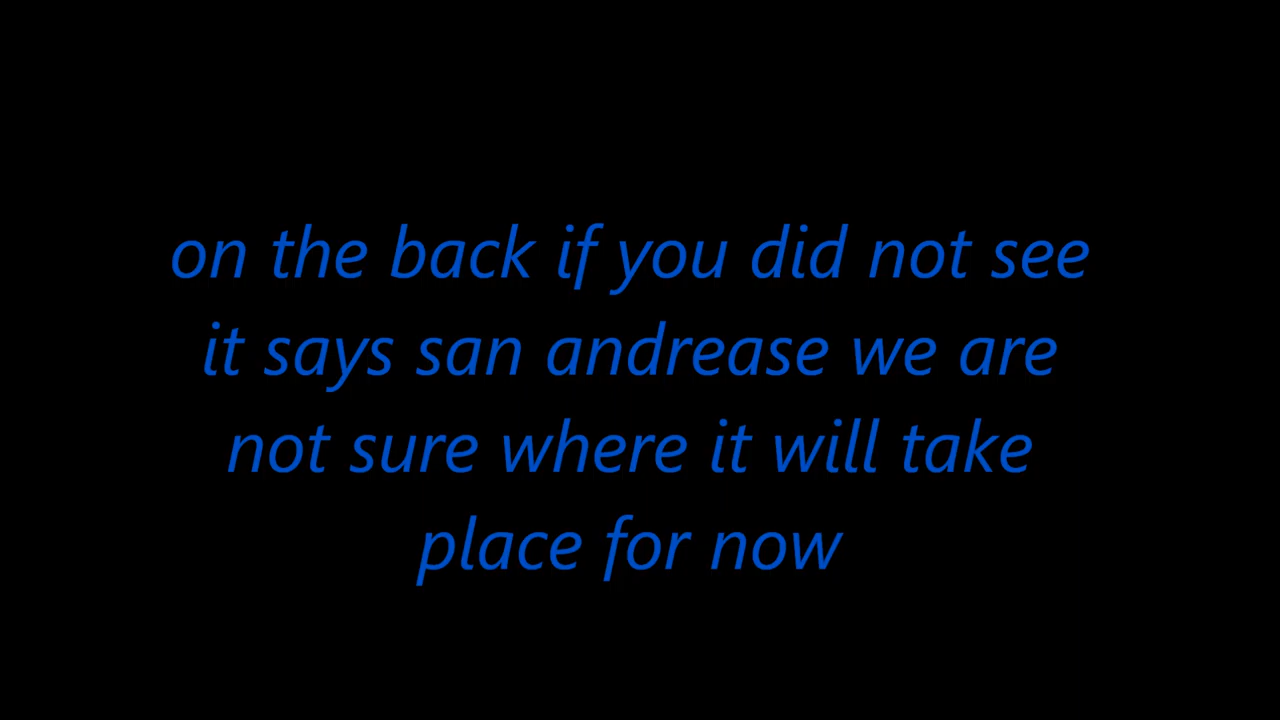 on the back if you did not see
it says san andrease we are
not sure where it will take
place for now